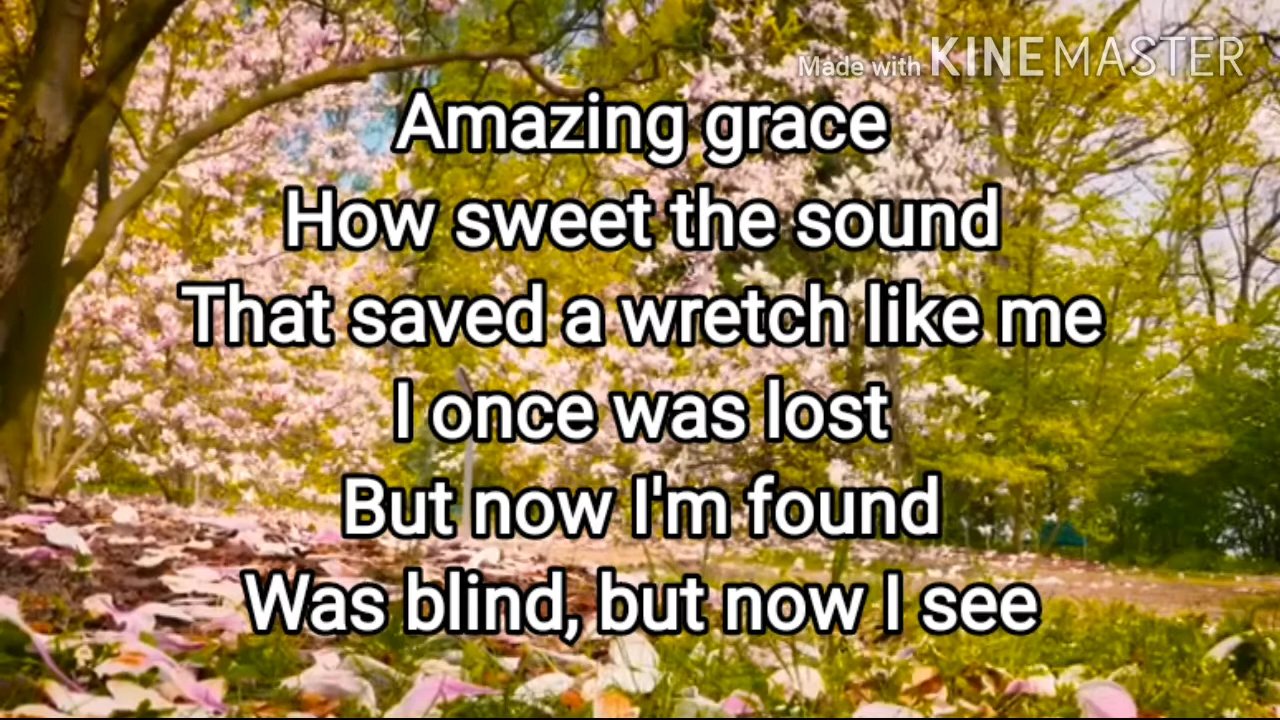 Made with KINEMASTER
Amazing grace
How sweet the sound
That saved a wretch like me
I once was lost
But now I'm found
Was blind, but now I see